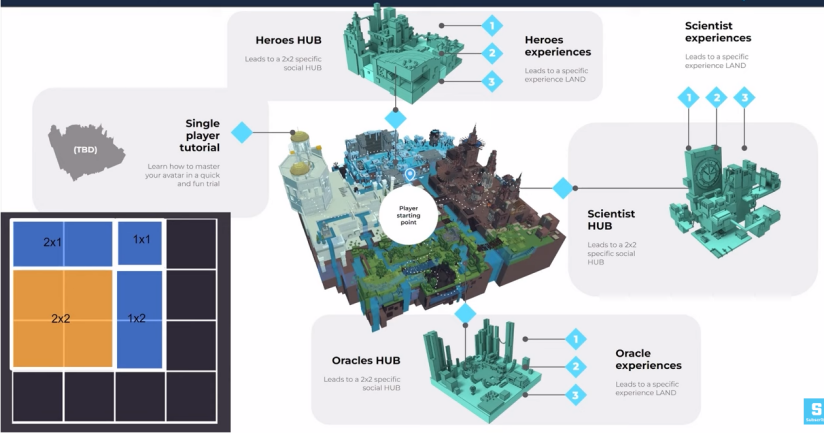 Heroes HUB
Leads to a 2x2 specific
social HUB
1
2
3
Heroes
experiences
Leads to a specific
experience LAND
Scientist
experiences
Leads to a specific
experience LAND
1 2 3
(TBD)
Single
player
tutorial
Learn how to master
your avatar in a quick
and fun trial
Player
starting
point
Scientist
HUB
Leads to a 2x2
specific social
HUB
2x1
1x1
2x2
1x2
Oracles HUB
Leads to a 2x2 specific
social HUB
1
2
3
Oracle
experiences
Leads to a specific
experience LAND
S